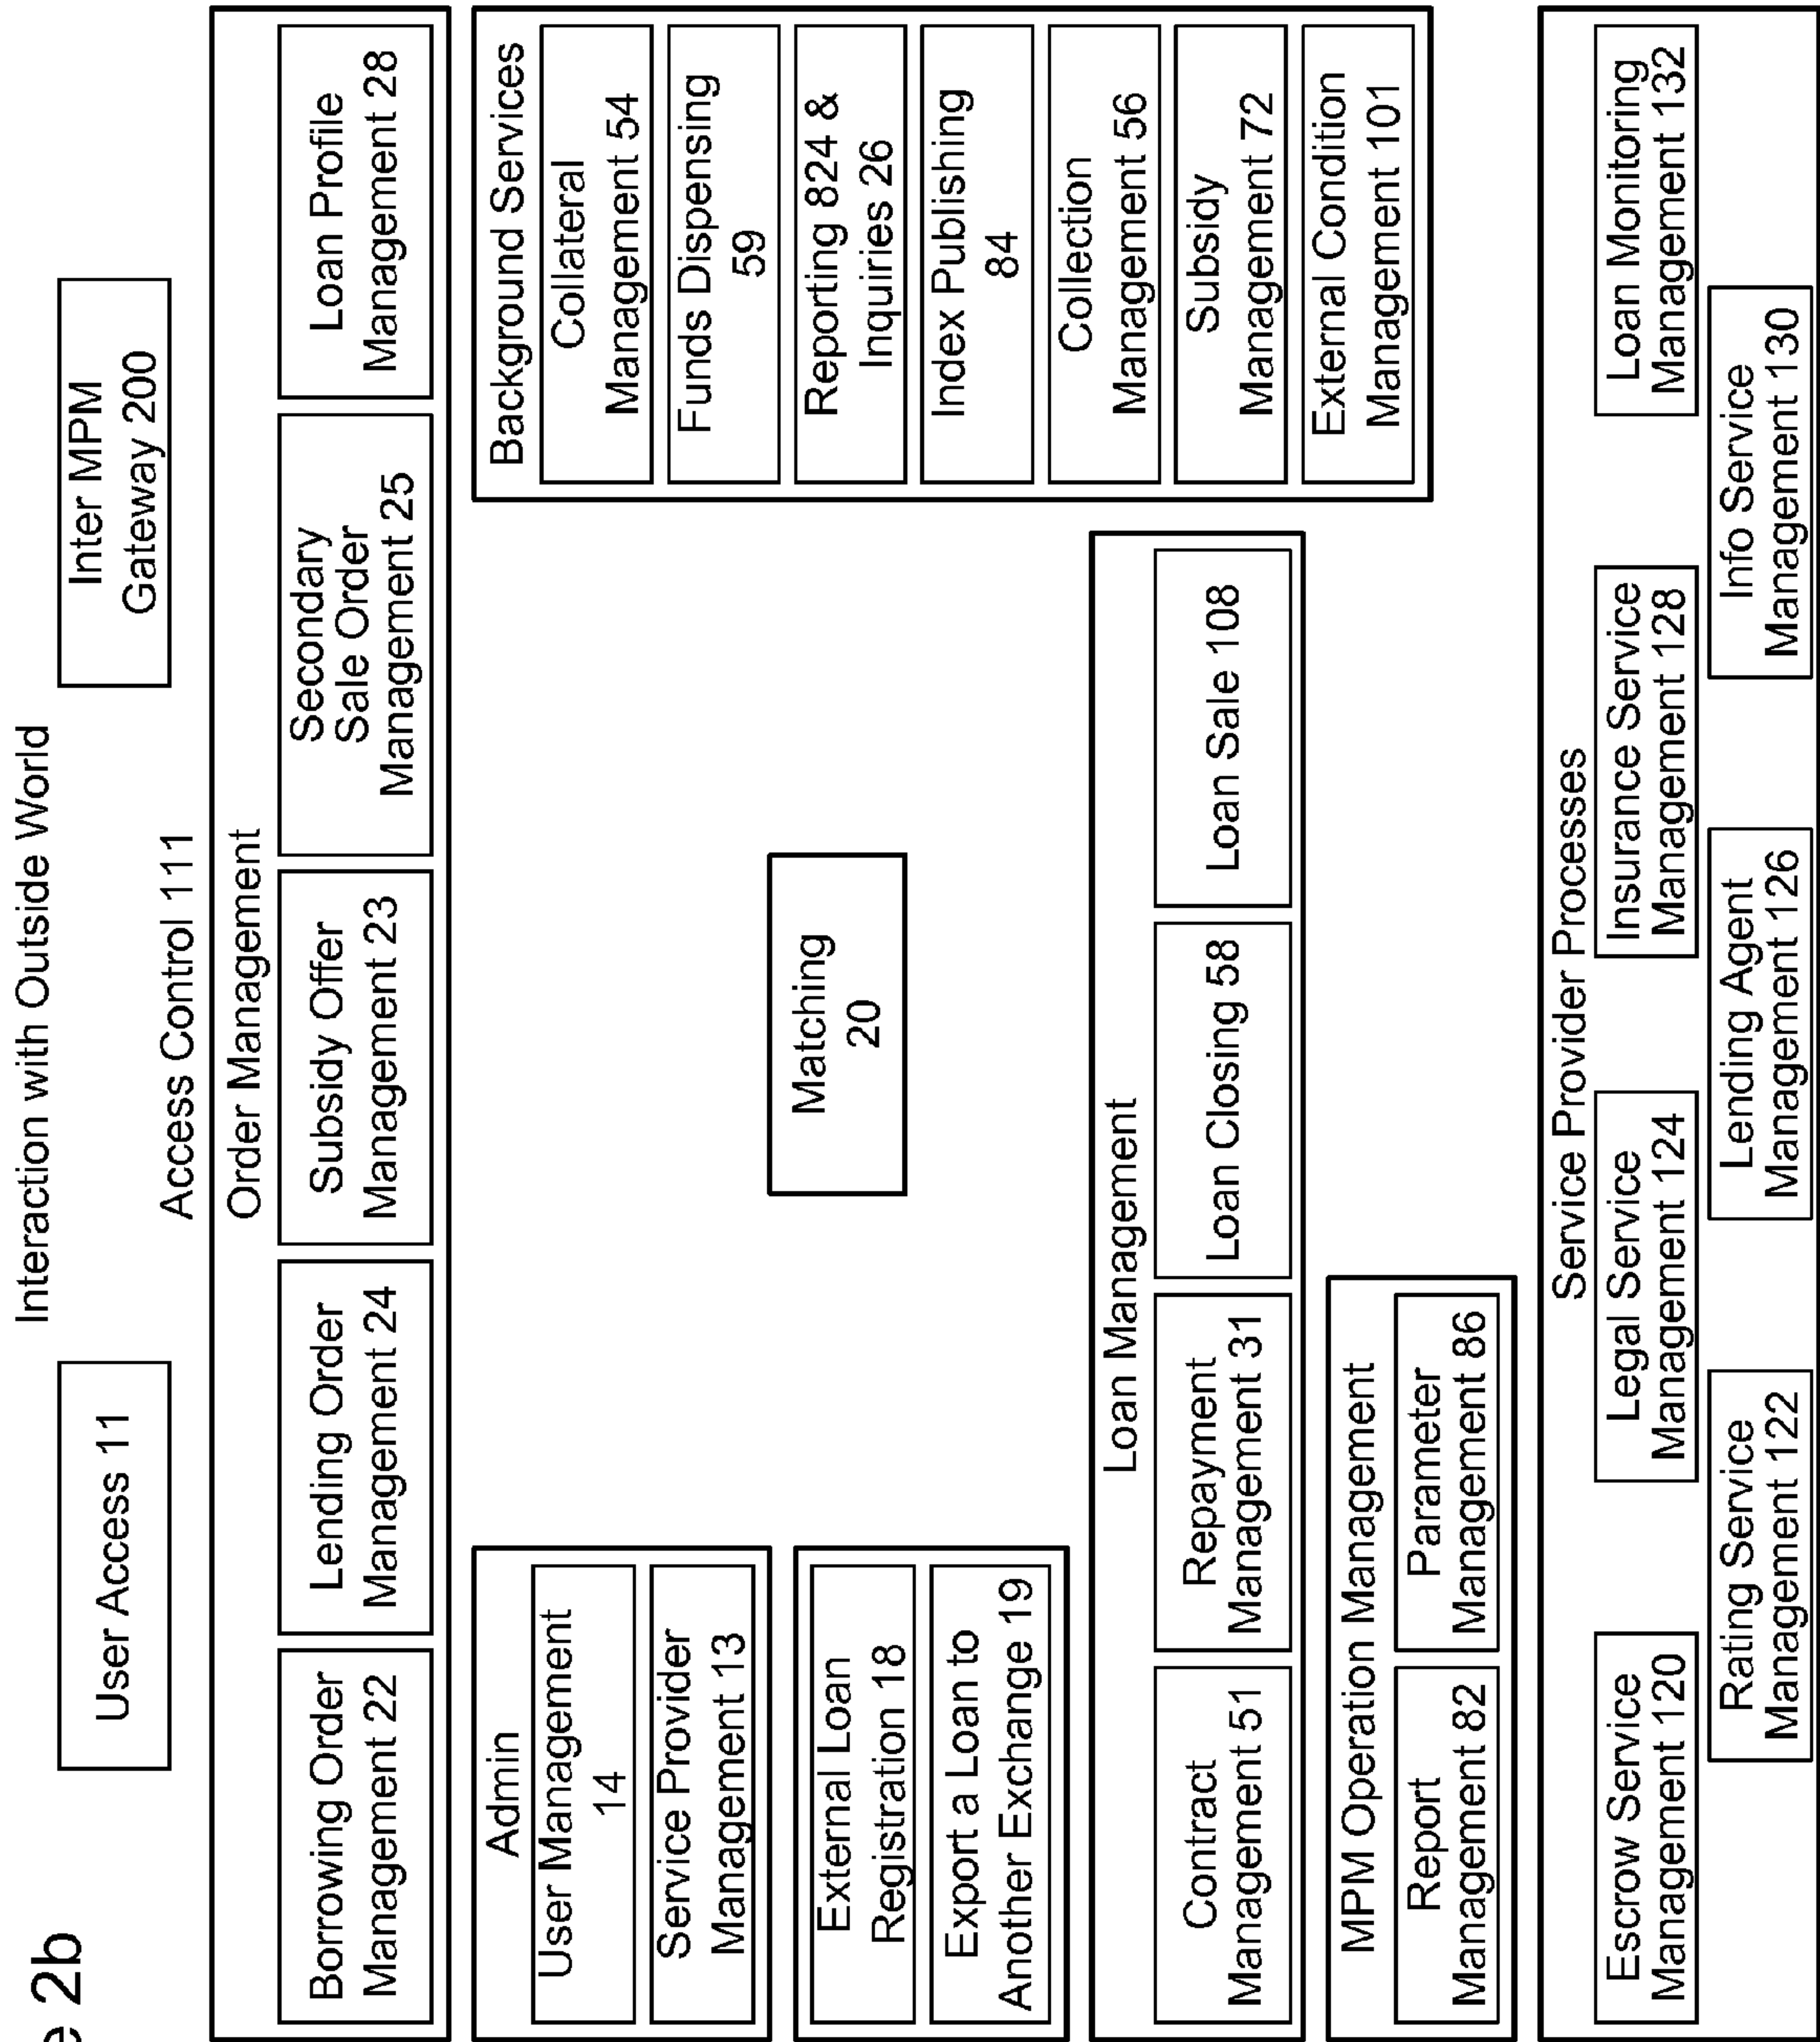 e 2b
Interaction with Outside World
User Access 11
Inter MPM
Gateway 200
Access Control 111
Order Management
Borrowing Order
Management 22
Lending Order
Management 24
Subsidy Offer
Management 23
Secondary
Sale Order
Management 25
Loan Profile
Management 28
Admin
User Management
14
Service Provider
Management 13
External Loan
Registration 18
Export a Loan to
Another Exchange 19
Matching
20
Background Services
Collateral
Management 54
Funds Dispensing
59
Reporting 824 &
Inquiries 26
Index Publishing
84
Collection
Management 56
Subsidy
Management 72
External Condition
Management 101
Loan Management
Contract
Management 51
Repayment
Management 31
Loan Closing 58
Loan Sale 108
MPM Operation Management
Report
Management 82
Parameter
Management 86
Service Provider Processes
Escrow Service
Management 120
Legal Service
Management 124
Insurance Service
Management 128
Loan Monitoring
Management 132
Rating Service
Management 122
Lending Agent
Management 126
Info Service
Management 130